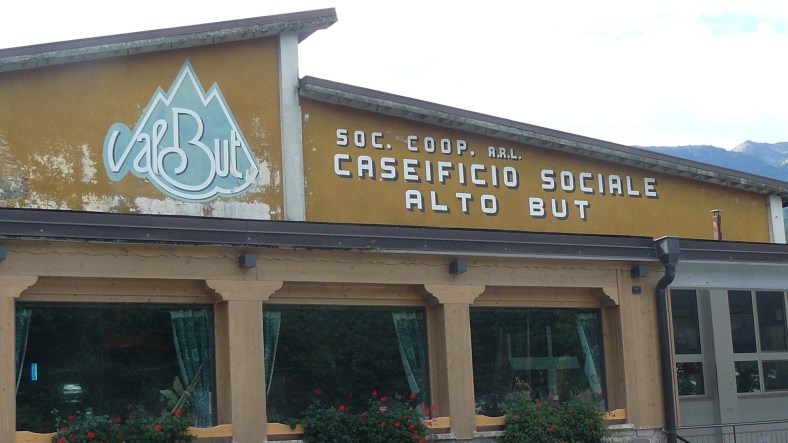 ValBut
SOC. COOP. A.R.L.
CASEIFICIO SOCIALE
ALTO BUT